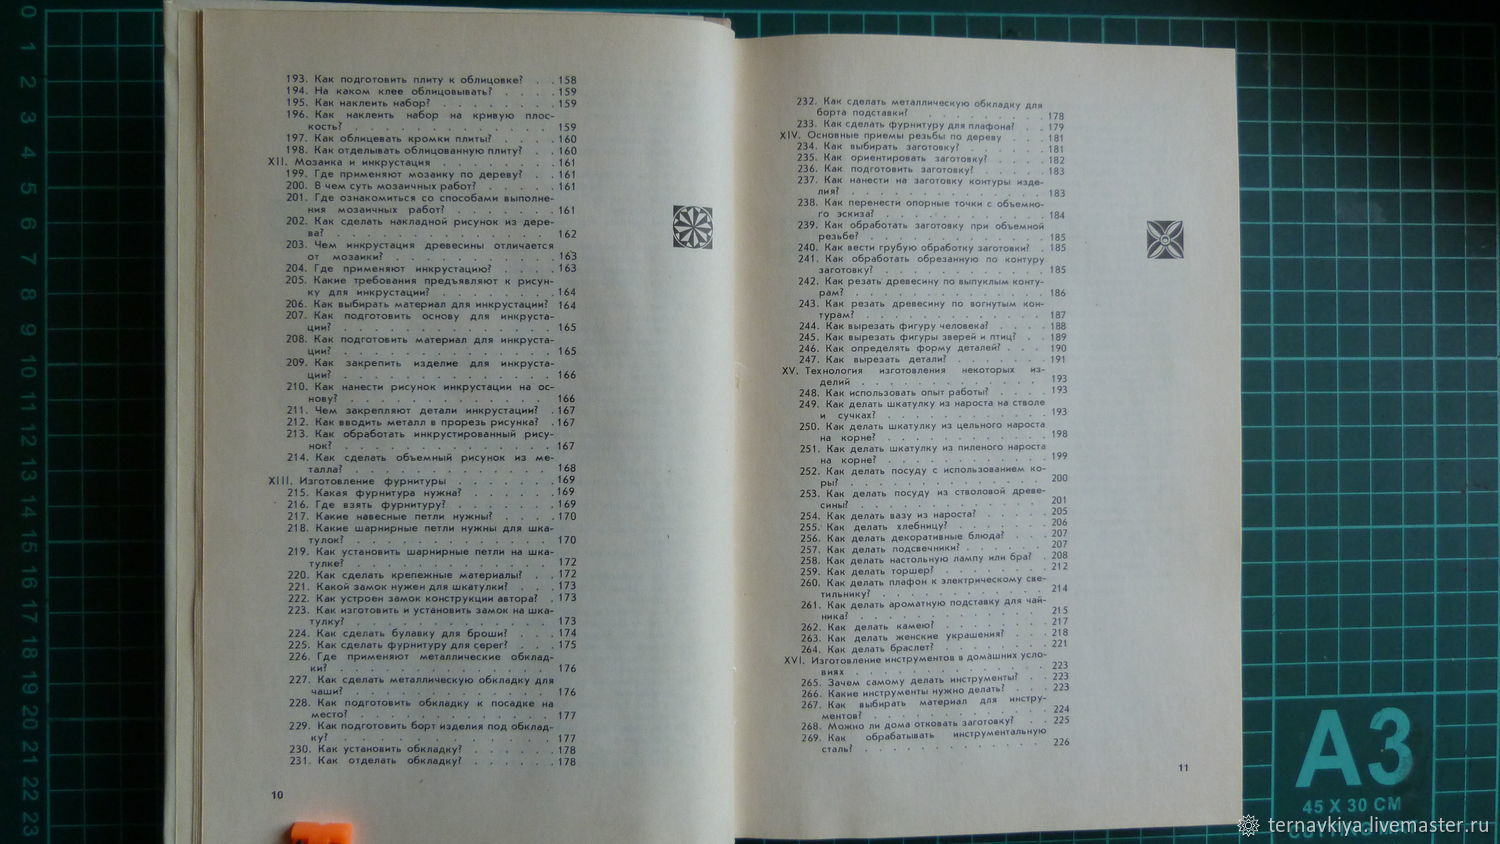 193. Как подготовить плиту к облицовке? . . 158
194. На каком клее облицовывать? . . . . 159
195. Как наклеить набор? . . . . . . . . 159
196. Как наклеить набор на кривую плос-
кость? . . . . . . . . . . . . 159
197. Как облицевать кромки плиты? . . . . 160
198. Как отделывать облицованную плиту? . . 160
XII. Мозаика и инкрустация . . . . . . . . 161
199. Где применяют мозаику по дереву? . . 161
200. В чем суть мозаичных работ? . . . . . 161
201. Где ознакомиться со способами выполне-
ния мозаичных работ? . . . . . . . 161
202. Как сделать накладной рисунок из дере-
ва? . . . . . . . . . . . . . . 162
203. Чем инкрустация древесины отличается
от мозаики? . . . . . . . . . . 163
204. Где применяют инкрустацию? . . . . 163
205. Какие требования предъявляют к рисун-
ку для инкрустации? . . . . . . . . 164
206. Как выбирать материал для инкрустации? 164
207. Как подготовить основу для инкруста-
ции? . . . . . . . . . . . . . 165
208. Как подготовить материал для инкруста-
ции? . . . . . . . . . . . . . 165
209. Как закрепить изделие для инкруста-
ции? . . . . . . . . . . . . . 166
210. Как нанести рисунок инкрустации на ос-
нову? . . . . . . . . . . . . . 166
211. Чем закрепляют детали инкрустации? . 167
212. Как вводить металл в прорезь рисунка? . 167
213. Как обработать инкрустированный рису-
нок? . . . . . . . . . . . . . 167
214. Как сделать объемный рисунок из ме-
талла? . . . . . . . . . . . . 168
XIII. Изготовление фурнитуры . . . . . . . 169
215. Какая фурнитура нужна? . . . . . . 169
216. Где взять фурнитуру? . . . . . . . 169
217. Какие навесные петли нужны? . . . . 170
218. Какие шарнирные петли нужны для шка-
тулок? . . . . . . . . . . . . 170
219. Как установить шарнирные петли на шка-
тулке? . . . . . . . . . . . . 172
220. Как сделать крепежные материалы? . . 172
221. Какой замок нужен для шкатулки? . . . 173
222. Как устроен замок конструкции автора? . 173
223. Как изготовить и установить замок на шка-
тулку? . . . . . . . . . . . . 173
224. Как сделать булавку для броши? . . . 174
225. Как сделать фурнитуру для серег? . . . 175
226. Где применяют металлические обклад-
ки? . . . . . . . . . . . . . . 176
227. Как сделать металлическую обкладку для
чаши? . . . . . . . . . . . . . 176
228. Как подготовить обкладку к посадке на
место? . . . . . . . . . . . . 177
229. Как подготовить борт изделия под обклад-
ку? . . . . . . . . . . . . . . 177
230. Как установить обкладку? . . . . . . 178
231. Как отделать обкладку? . . . . . . 178
10
232. Как сделать металлическую обкладку для
борта подставки? . . . . . . . . 178
233. Как сделать фурнитуру для плафона? . . 179
XIV. Основные приемы резьбы по дереву . . . 181
234. Как выбирать заготовку? . . . . . . 181
235. Как ориентировать заготовку? . . . . 182
236. Как подготовить заготовку? . . . . . 183
237. Как нанести на заготовку контуры изде-
лия? . . . . . . . . . . . . . 183
238. Как перенести опорные точки с объемно-
го эскиза? . . . . . . . . . . . 184
239. Как обработать заготовку при объемной
резьбе? . . . . . . . . . . . . 185
240. Как вести грубую обработку заготовки? . 185
241. Как обработать обрезанную по контуру
заготовку? . . . . . . . . . . . 185
242. Как резать древесину по выпуклым конту-
рам? . . . . . . . . . . . . . 186
243. Как резать древесину по вогнутым кон-
турам? . . . . . . . . . . . . 187
244. Как вырезать фигуру человека? . . . . 188
245. Как вырезать фигуры зверей и птиц? . . 189
246. Как определять форму деталей? . . . 190
247. Как вырезать детали? . . . . . . . 191
XV. Технология изготовления некоторых из-
делий . . . . . . . . . . . . . 193
248. Как использовать опыт работы? . . . . 193
249. Как делать шкатулку из нароста на стволе
и сучках? . . . . . . . . . . . 193
250. Как делать шкатулку из цельного нароста
на корне? . . . . . . . . . . . 198
251. Как делать шкатулку из пиленого нароста
на корне? . . . . . . . . . . . 199
252. Как делать посуду с использованием ко-
ры? . . . . . . . . . . . . . . 200
253. Как делать посуду из стволовой древе-
сины? . . . . . . . . . . . . . 201
254. Как делать вазу из нароста? . . . . . 205
255. Как делать хлебницу? . . . . . . . 206
256. Как делать декоративные блюда? . . . 207
257. Как делать подсвечники? . . . . . . 207
258. Как делать настольную лампу или бра? . 208
259. Как делать торшер? . . . . . . . . 212
260. Как делать плафон к электрическому све-
тильнику? . . . . . . . . . . . 214
261. Как делать ароматную подставку для чай-
ника? . . . . . . . . . . . . . 215
262. Как делать камею? . . . . . . . . 217
263. Как делать женские украшения? . . . 218
264. Как делать браслет? . . . . . . . . 221
XVI. Изготовление инструментов в домашних усло-
виях . . . . . . . . . . . . . 223
265. Зачем самому делать инструменты? . . 223
266. Какие инструменты нужно делать? . . . 223
267. Как выбирать материал для инстру-
ментов? . . . . . . . . . . . . 224
268. Можно ли дома отковать заготовку? . . 225
269. Как обрабатывать инструментальную
сталь? . . . . . . . . . . . . 226
11
0 1 2 3 4 5 6 7 8 9 10 11 12 13 14 15 16 17 18 19 20 21 22 23
A3
45 X 30 CM
CUTTING MAT
ternavkiya.livemaster.ru